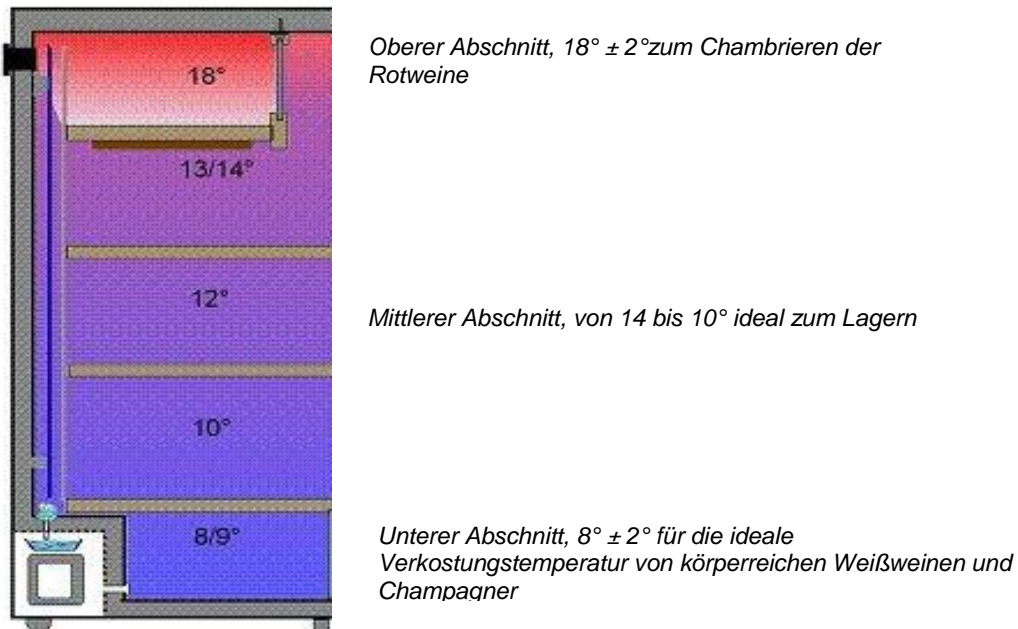 18°
Oberer Abschnitt, 18° ± 2°zum Chambrieren der
Rotweine
13/14°
12°
Mittlerer Abschnitt, von 14 bis 10° ideal zum Lagern
10°
8/9°
Unterer Abschnitt, 8° ± 2° für die ideale
Verkostungstemperatur von körperreichen Weißweinen und
Champagner